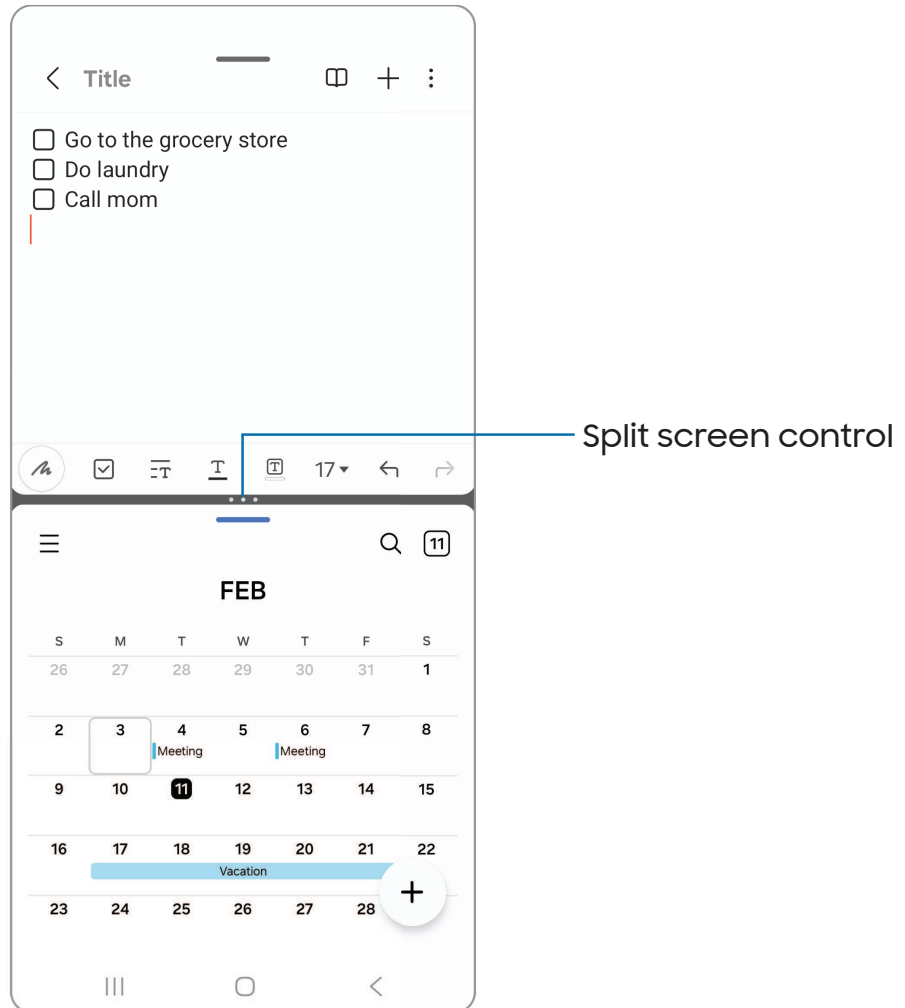 Title
Go to the grocery store
Do laundry
Call mom
Split screen control
T T T 17
11
FEB
S M T W T F S
26 27 28 29 30 31 1
2 3 4 5 6 7 8
Meeting Meeting
9 10 11 12 13 14 15
16 17 18 19 20 21 22
Vacation
23 24 25 26 27 28